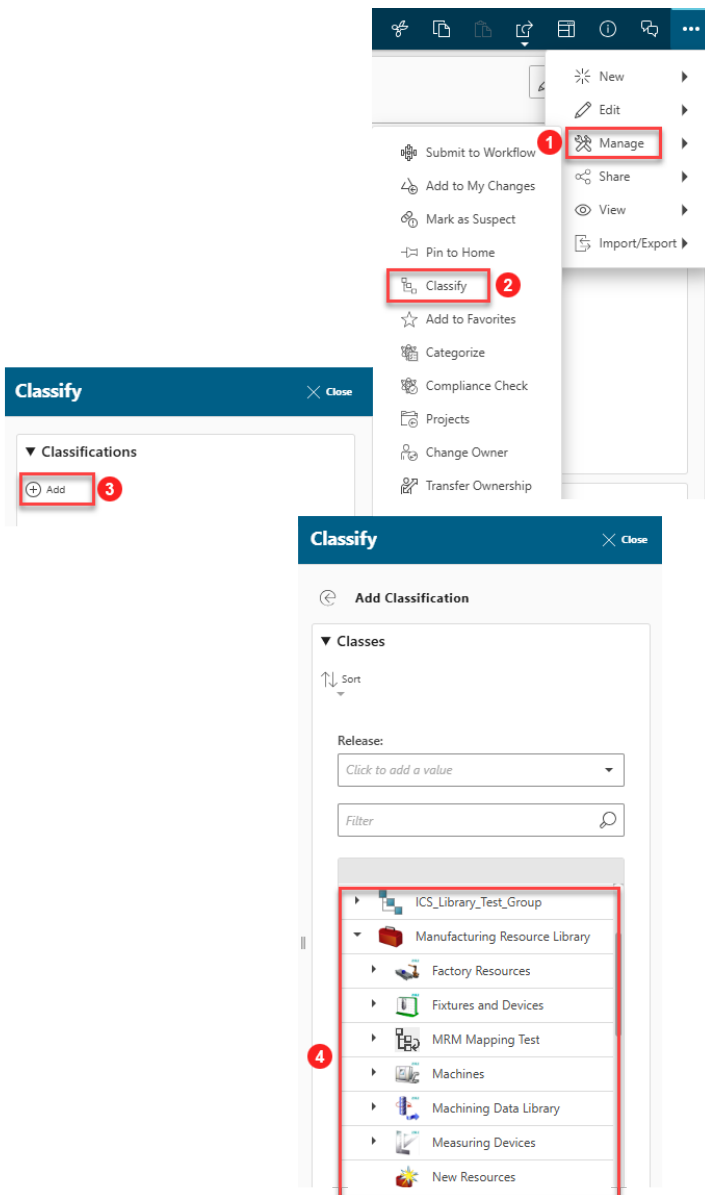 New
Edit
1
Manage
Share
View
Import/Export
Submit to Workflow
Add to My Changes
Mark as Suspect
Pin to Home
Classify
2
Add to Favorites
Categorize
Compliance Check
Projects
Change Owner
Transfer Ownership
Classify
Close
Classifications
Add
3
Classify
Close
Add Classification
Classes
Sort
Release:
Click to add a value
Filter
4
ICS_Library_Test_Group
Manufacturing Resource Library
Factory Resources
Fixtures and Devices
MRM Mapping Test
Machines
Machining Data Library
Measuring Devices
New Resources